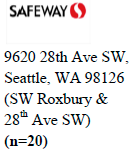 SAFEWAY
9620 28th Ave SW,
Seattle, WA 98126
(SW Roxbury &
28th Ave SW)
(n=20)